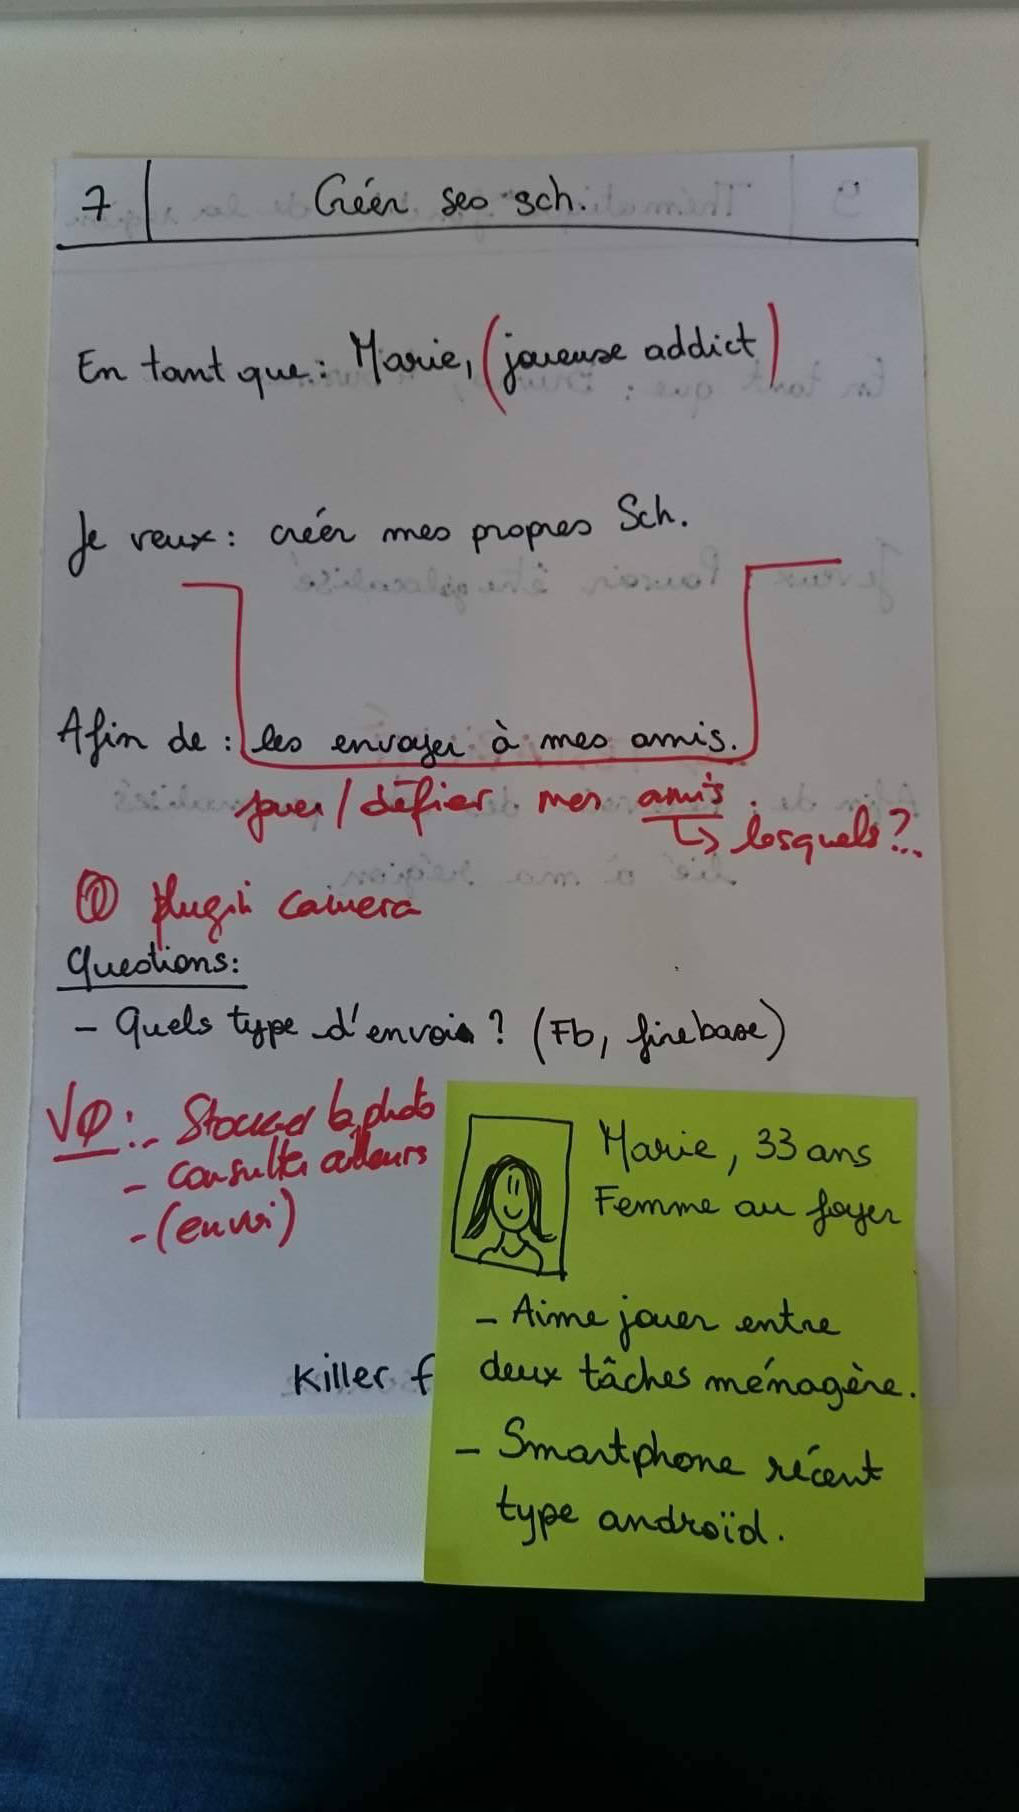 7 Créer ses sch.
En tant que : Marie, (joueuse addict)
Je veux : créer mes propres Sch.
Afin de : les envoyer à mes amis.
jouer / défier mes amis.
↳ lesquels ?..
① plugin camera
Questions:
- Quels type d'envois ? (Fb, firebase)
VØ : - Stocker la photo
- consulter ailleurs
- (envoi)
Killer f
Marie, 33 ans
Femme au foyer
- Aime jouer entre
deux tâches ménagère.
- Smartphone récent
type androïd.